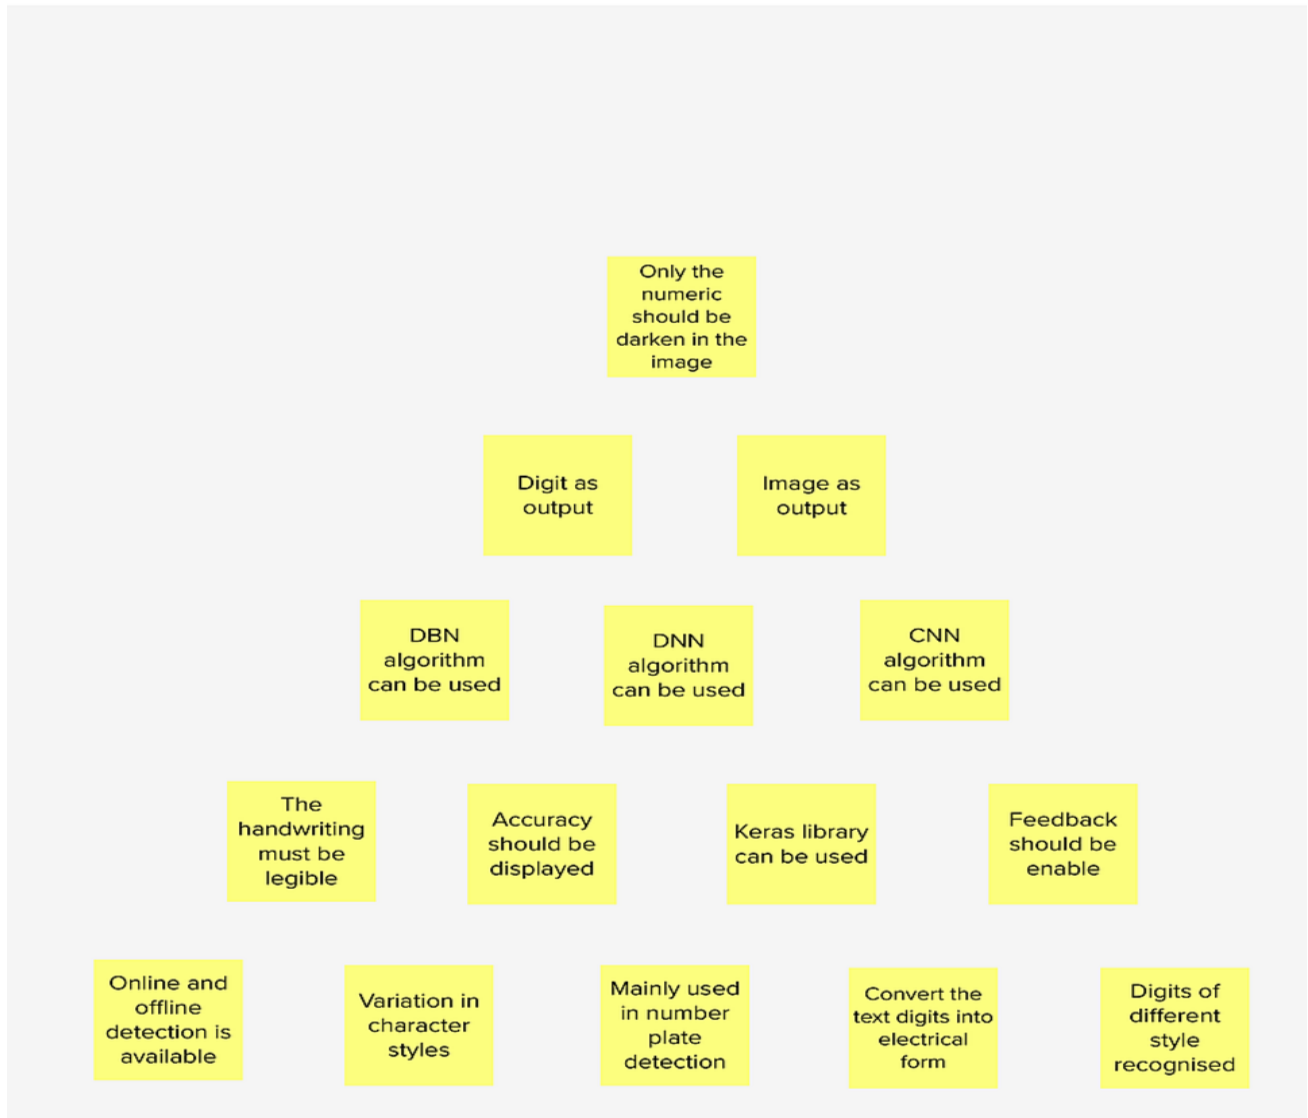 Only the
numeric
should be
darken in the
image
Digit as
output
Image as
output
DBN
algorithm
can be used
DNN
algorithm
can be used
CNN
algorithm
can be used
The
handwriting
must be
legible
Accuracy
should be
displayed
Keras library
can be used
Feedback
should be
enable
Online and
offline
detection is
available
Variation in
character
styles
Mainly used
in number
plate
detection
Convert the
text digits into
electrical
form
Digits of
different
style
recognised